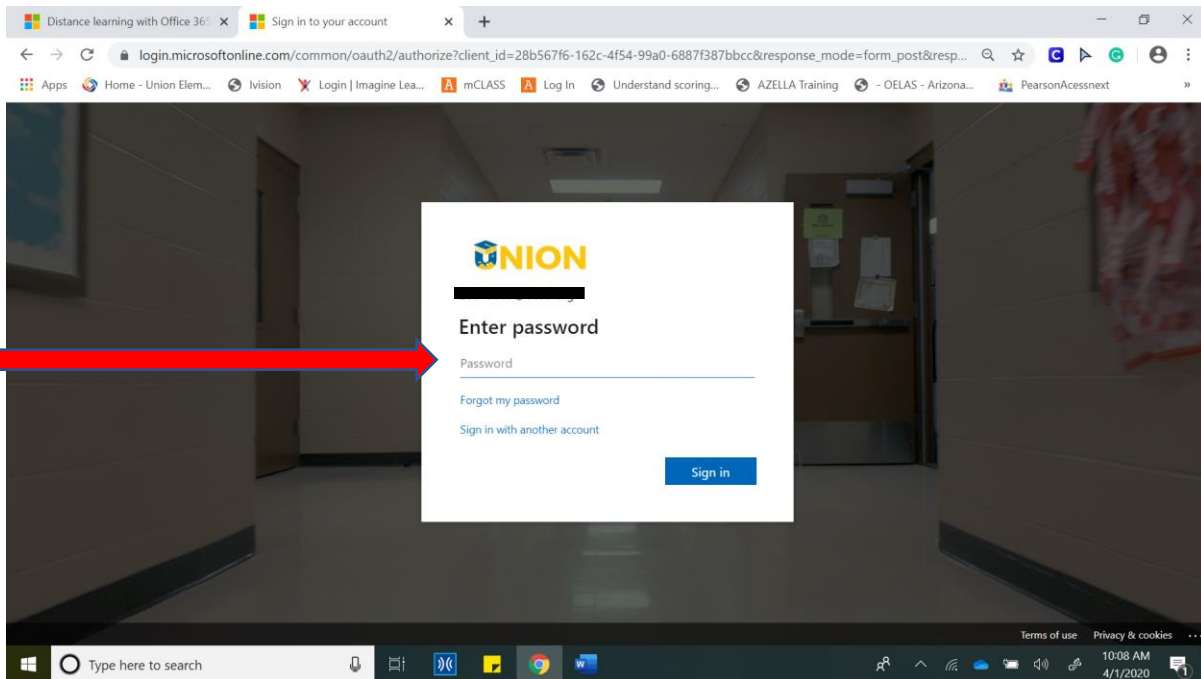 Distance learning with Office 365
Sign in to your account
login.microsoftonline.com/common/oauth2/authorize?client_id=28b567f6-162c-4f54-99a0-6887f387bbcc&response_mode=form_post&resp...
Apps Home - Union Elem... Ivision Login | Imagine Lea... mCLASS Log In Understand scoring... AZELLA Training - OELAS - Arizona... PearsonAcessnext »
UNION
Enter password
Password
Forgot my password
Sign in with another account
Sign in
Terms of use Privacy & cookies ...
Type here to search
10:08 AM
4/1/2020
1